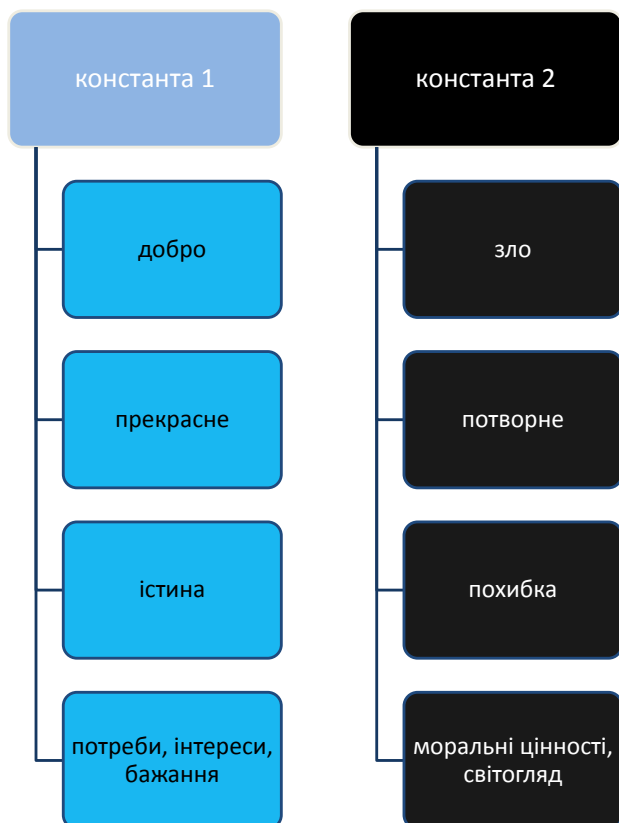 константа 1
добро
прекрасне
істина
потреби, інтереси,
бажання
константа 2
зло
потворне
похибка
моральні цінності,
світогляд